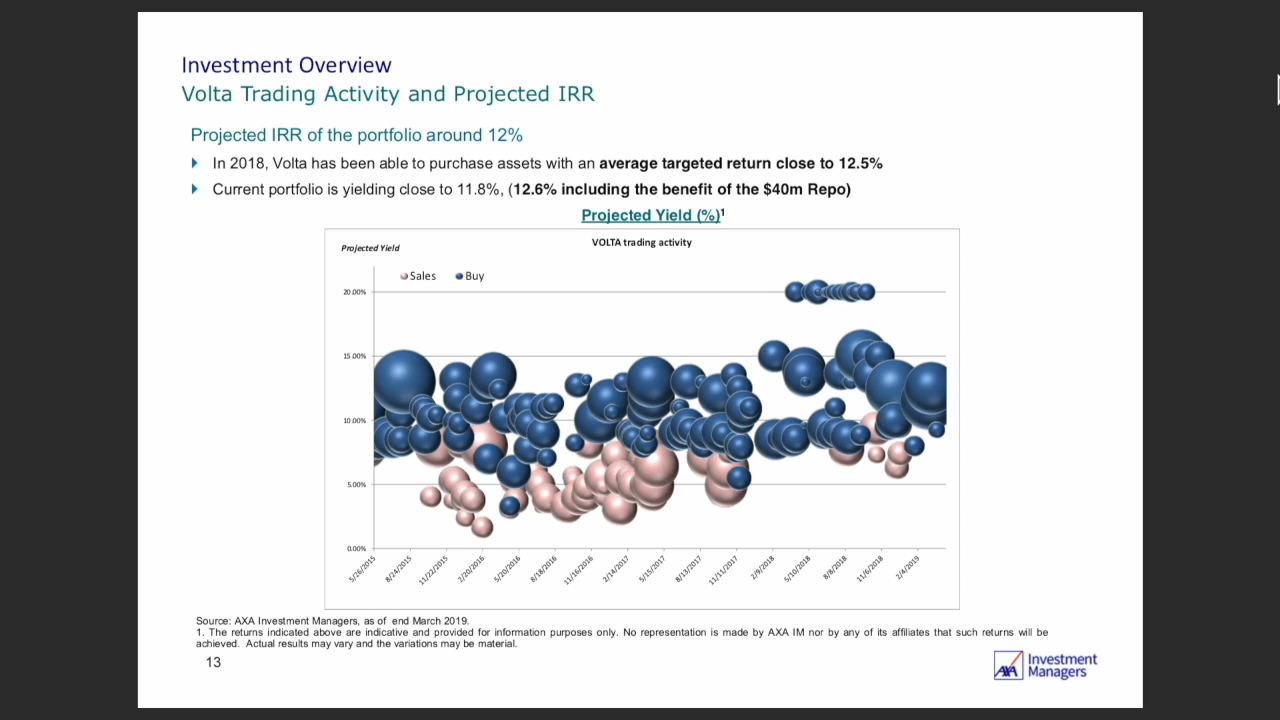 Investment Overview
Volta Trading Activity and Projected IRR
Projected IRR of the portfolio around 12%
In 2018, Volta has been able to purchase assets with an average targeted return close to 12.5%
Current portfolio is yielding close to 11.8%, (12.6% including the benefit of the $40m Repo)
Projected Yield (%)1
VOLTA trading activity
Projected Yield
Sales Buy
20.00%
15.00%
10.00%
5.00%
0.00%
5/26/2015 8/24/2015 11/22/2015 2/20/2016 5/20/2016 8/18/2016 11/16/2016 2/14/2017 5/15/2017 8/13/2017 11/11/2017 2/9/2018 5/10/2018 8/8/2018 11/6/2018 2/4/2019
Source: AXA Investment Managers, as of end March 2019.
1. The returns indicated above are indicative and provided for information purposes only. No representation is made by AXA IM nor by any of its affiliates that such returns will be
achieved. Actual results may vary and the variations may be material.
13
AXA Investment
Managers